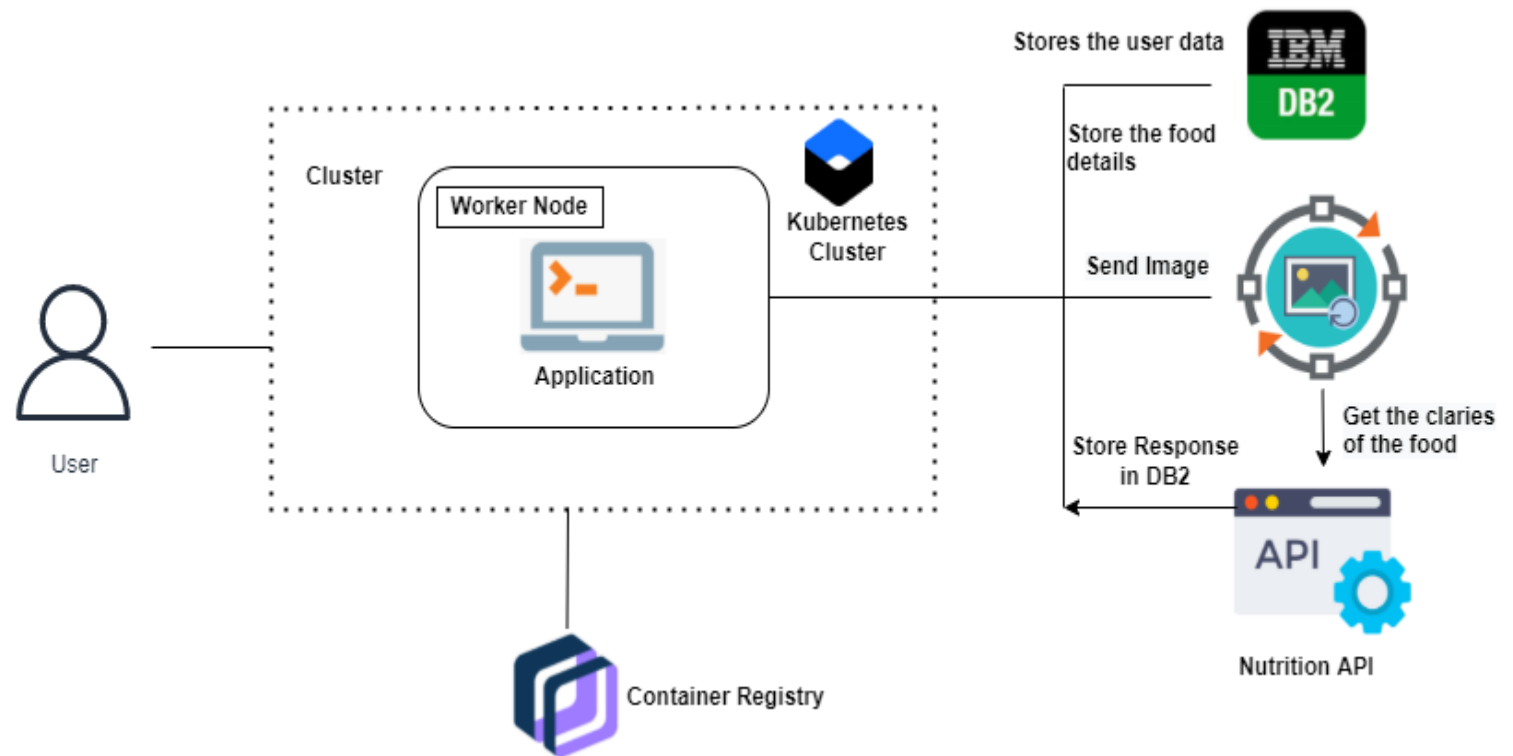 Stores the user data
IBM
DB2
Store the food
details
Cluster
Worker Node
Kubernetes
Cluster
Send Image
Application
Get the claries
of the food
User
Store Response
in DB2
API
Nutrition API
Container Registry